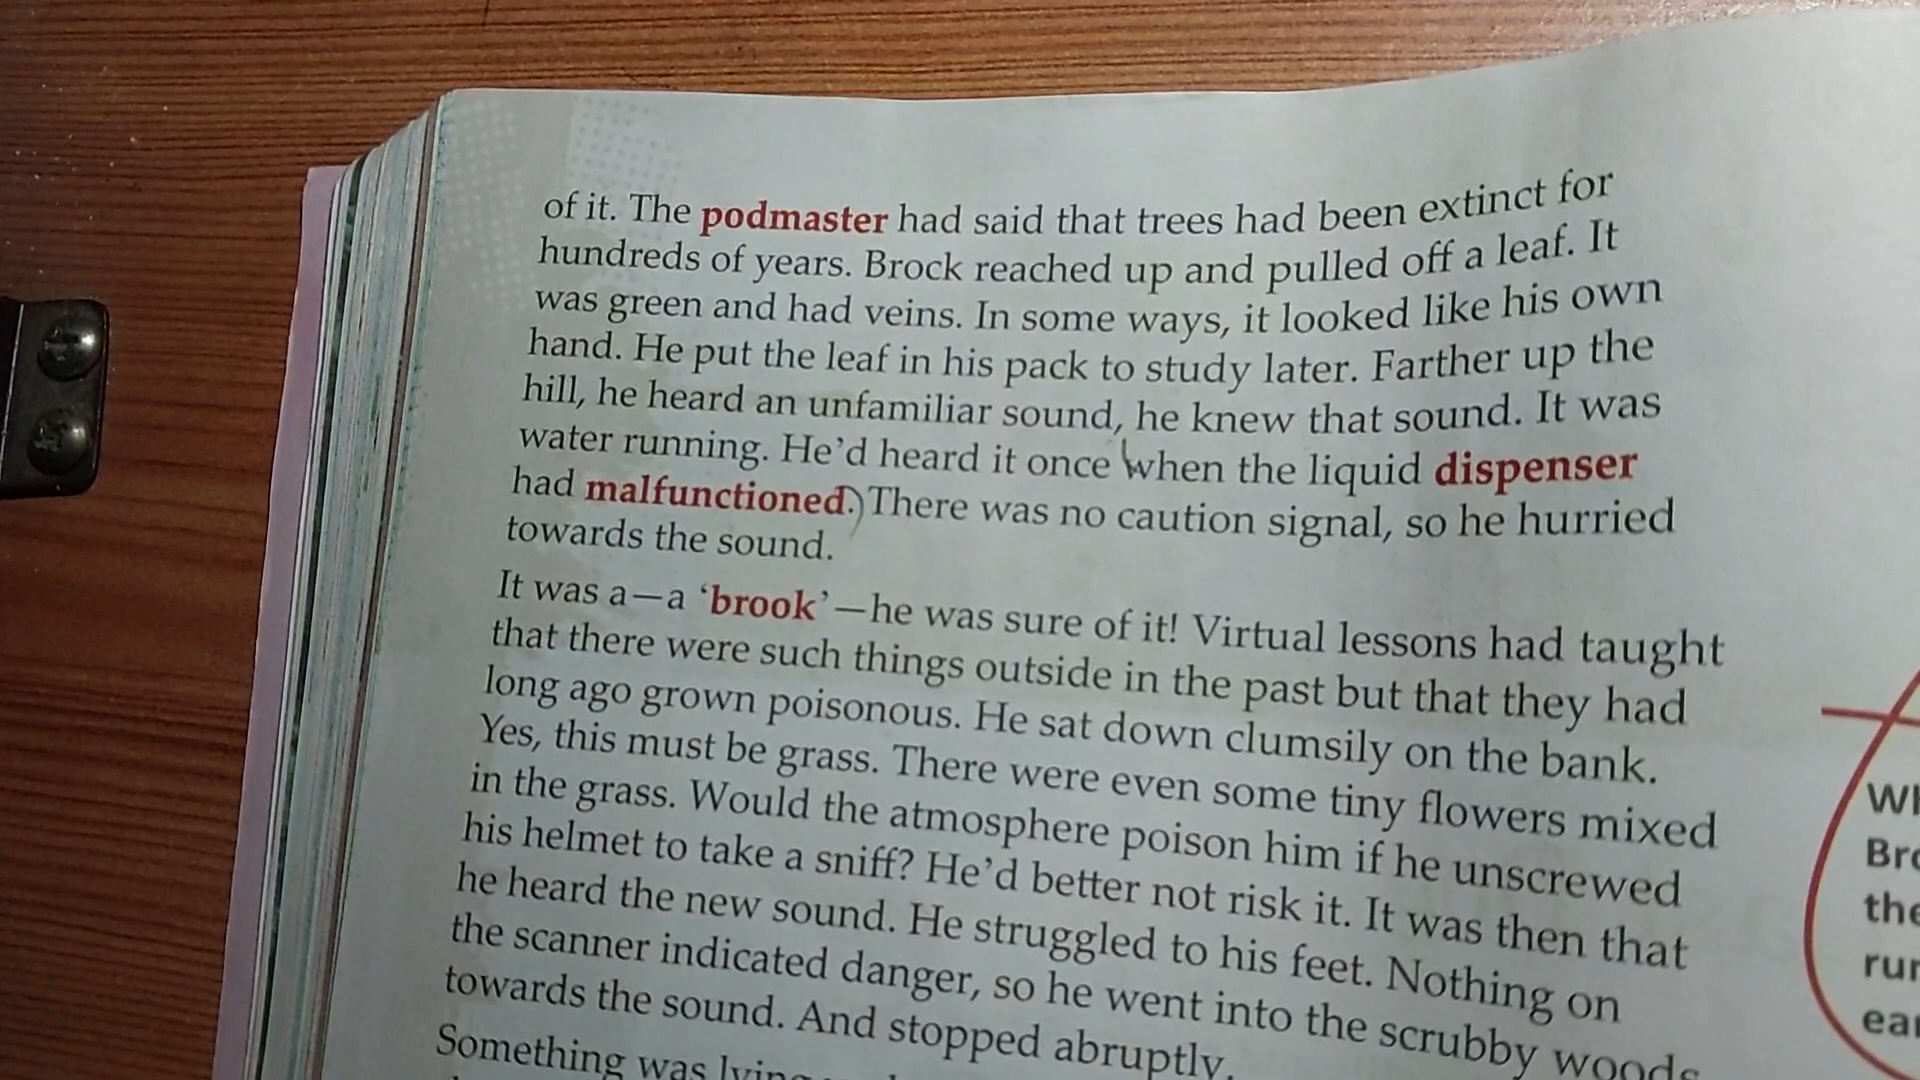 of it. The podmaster had said that trees had been extinct for
hundreds of years. Brock reached up and pulled off a leaf. It
was green and had veins. In some ways, it looked like his own
hand. He put the leaf in his pack to study later. Farther up the
hill, he heard an unfamiliar sound, he knew that sound. It was
water running. He'd heard it once when the liquid dispenser
had malfunctioned. There was no caution signal, so he hurried
towards the sound.
It was a—a ‘brook’—he was sure of it! Virtual lessons had taught
that there were such things outside in the past but that they had
long ago grown poisonous. He sat down clumsily on the bank.
Yes, this must be grass. There were even some tiny flowers mixed
in the grass. Would the atmosphere poison him if he unscrewed
his helmet to take a sniff? He'd better not risk it. It was then that
he heard the new sound. He struggled to his feet. Nothing on
the scanner indicated danger, so he went into the scrubby woods
towards the sound. And stopped abruptly.
Something was lying